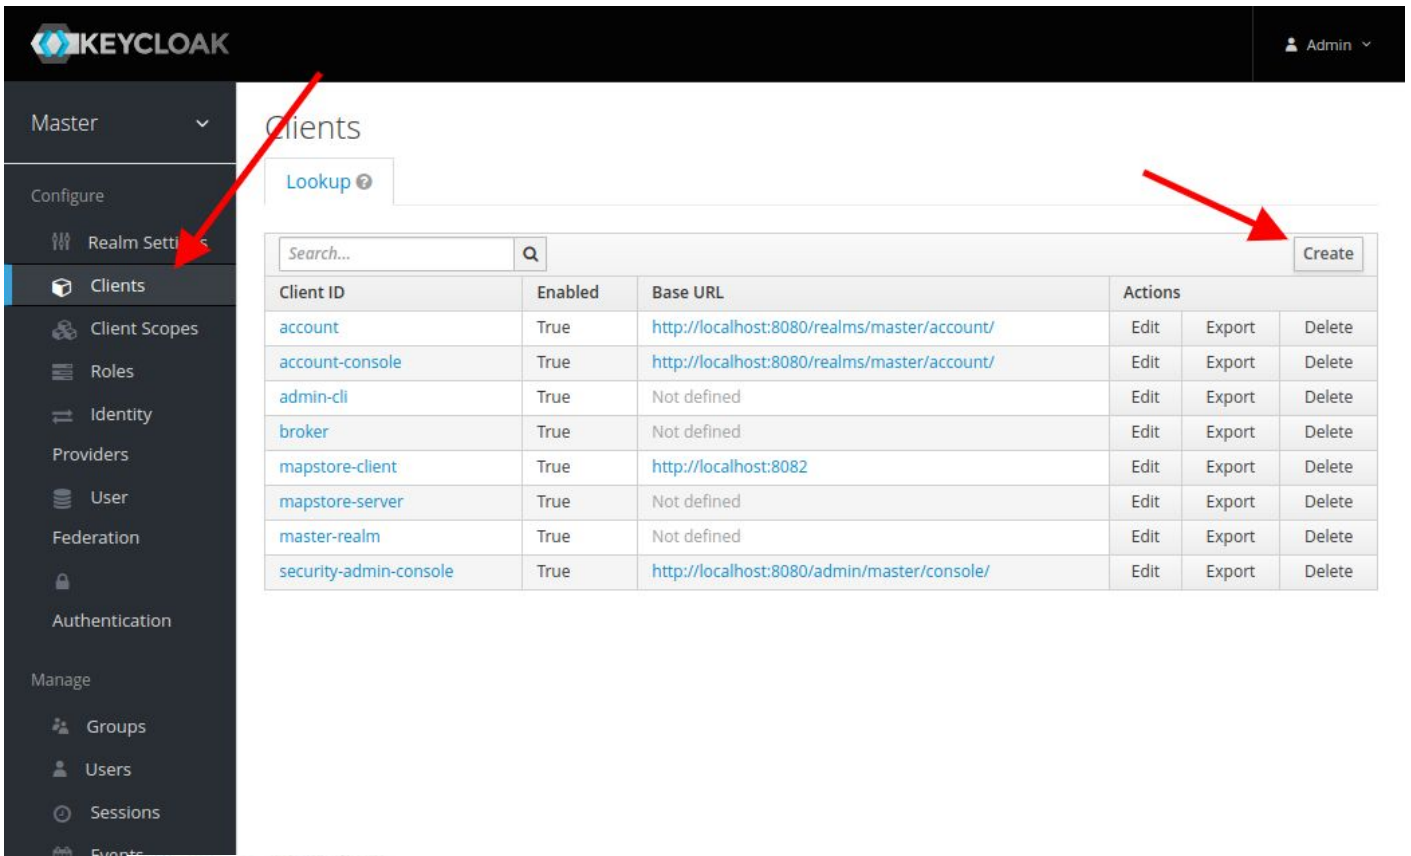 KEYCLOAK
Admin
Master
Configure
Realm Settings
Clients
Client Scopes
Roles
Identity
Providers
User
Federation
Authentication
Manage
Groups
Users
Sessions
Events
Clients
Lookup
Search...
Create
Client ID Enabled Base URL Actions
account True http://localhost:8080/realms/master/account/ Edit Export Delete
account-console True http://localhost:8080/realms/master/account/ Edit Export Delete
admin-cli True Not defined Edit Export Delete
broker True Not defined Edit Export Delete
mapstore-client True http://localhost:8082 Edit Export Delete
mapstore-server True Not defined Edit Export Delete
master-realm True Not defined Edit Export Delete
security-admin-console True http://localhost:8080/admin/master/console/ Edit Export Delete